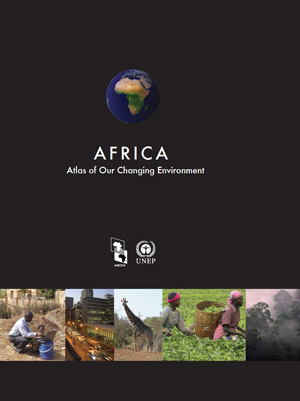 AFRICA
Atlas of Our Changing Environment
UNEP